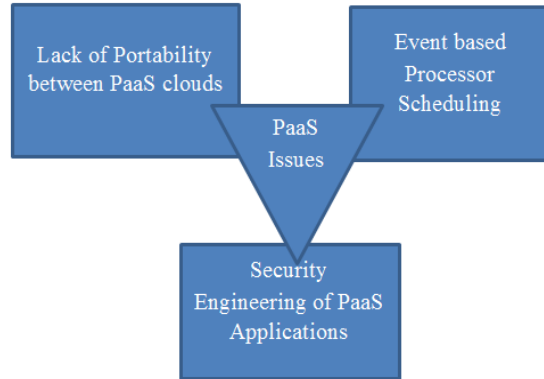 Lack of Portability
between PaaS clouds
Event based
Processor
Scheduling
PaaS
Issues
Security
Engineering of PaaS
Applications